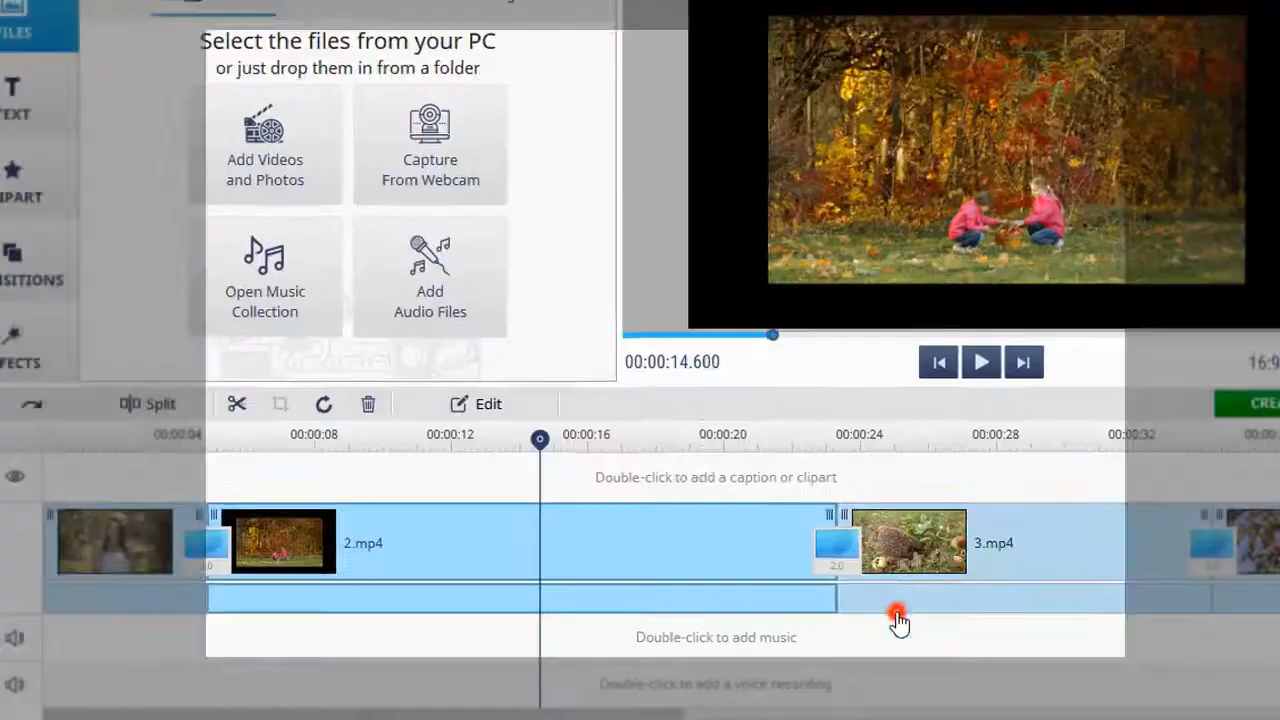 FILES
Select the files from your PC
or just drop them in from a folder
TEXT
Add Videos
and Photos
Capture
From Webcam
IPART
Open Music
Collection
Add
Audio Files
SITIONS
FECTS
00:00:14.600
16:9
Split
Edit
CREA
00:00:04
00:00:08
00:00:12
00:00:16
00:00:20
00:00:24
00:00:28
00:00:32
00:00
Double-click to add a caption or clipart
2.mp4
3.mp4
2.0
Double-click to add music
Double-click to add a voice recording